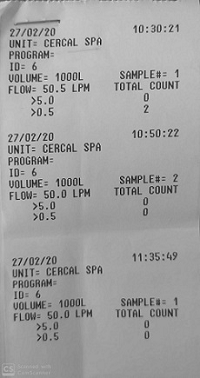 27/02/20 10:30:21
UNIT= CERCAL SPA
PROGRAM=
ID= 6
VOLUME= 1000L SAMPLE#= 1
FLOW= 50.5 LPM TOTAL COUNT
>5.0 0
>0.5 2
27/02/20 10:50:22
UNIT= CERCAL SPA
PROGRAM=
ID= 6
VOLUME= 1000L SAMPLE#= 2
FLOW= 50.0 LPM TOTAL COUNT
>5.0 0
>0.5 0
27/02/20 11:35:49
UNIT= CERCAL SPA
PROGRAM=
ID= 6
VOLUME= 1000L SAMPLE#= 1
FLOW= 50.0 LPM TOTAL COUNT
>5.0 0
>0.5 0
CS Scanned with
CamScanner